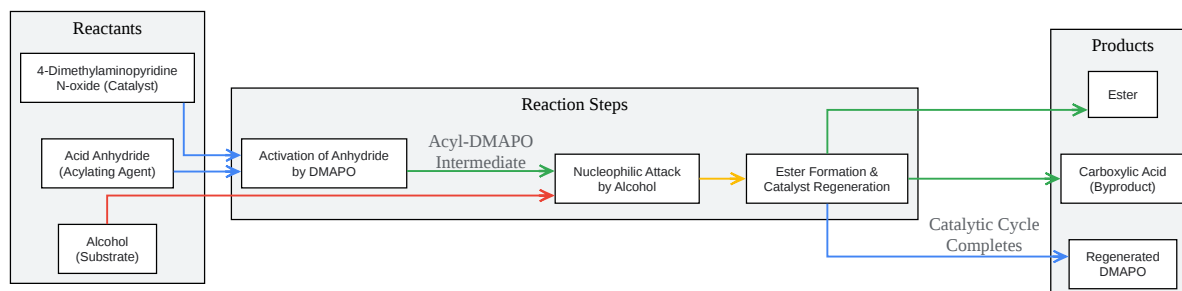 Reactants
4-Dimethylaminopyridine
N-oxide (Catalyst)
Acid Anhydride
(Acylating Agent)
Alcohol
(Substrate)
Reaction Steps
Activation of Anhydride
by DMAPO
Acyl-DMAPO
Intermediate
Nucleophilic Attack
by Alcohol
Ester Formation &
Catalyst Regeneration
Catalytic Cycle
Completes
Products
Ester
Carboxylic Acid
(Byproduct)
Regenerated
DMAPO